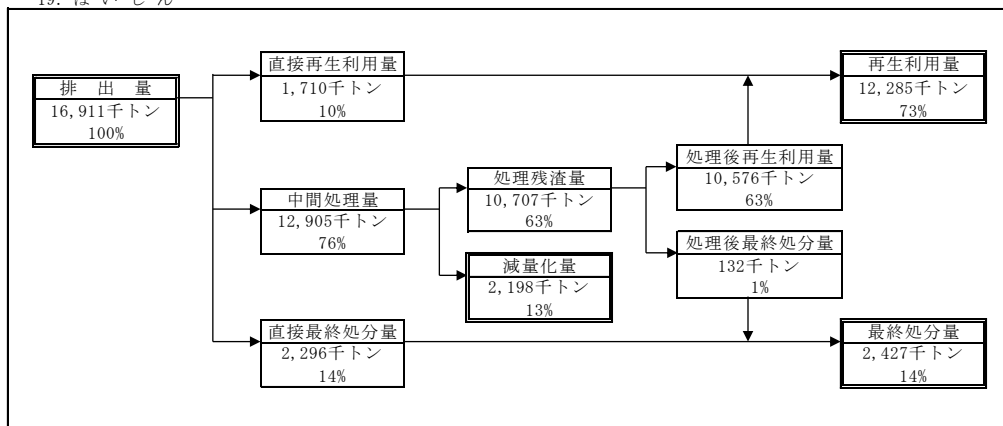 19. ばいじん
排出量
16,911千トン
100%
直接再生利用量
1,710千トン
10%
中間処理量
12,905千トン
76%
直接最終処分量
2,296千トン
14%
処理残渣量
10,707千トン
63%
減量化量
2,198千トン
13%
処理後再生利用量
10,576千トン
63%
処理後最終処分量
132千トン
1%
再生利用量
12,285千トン
73%
最終処分量
2,427千トン
14%